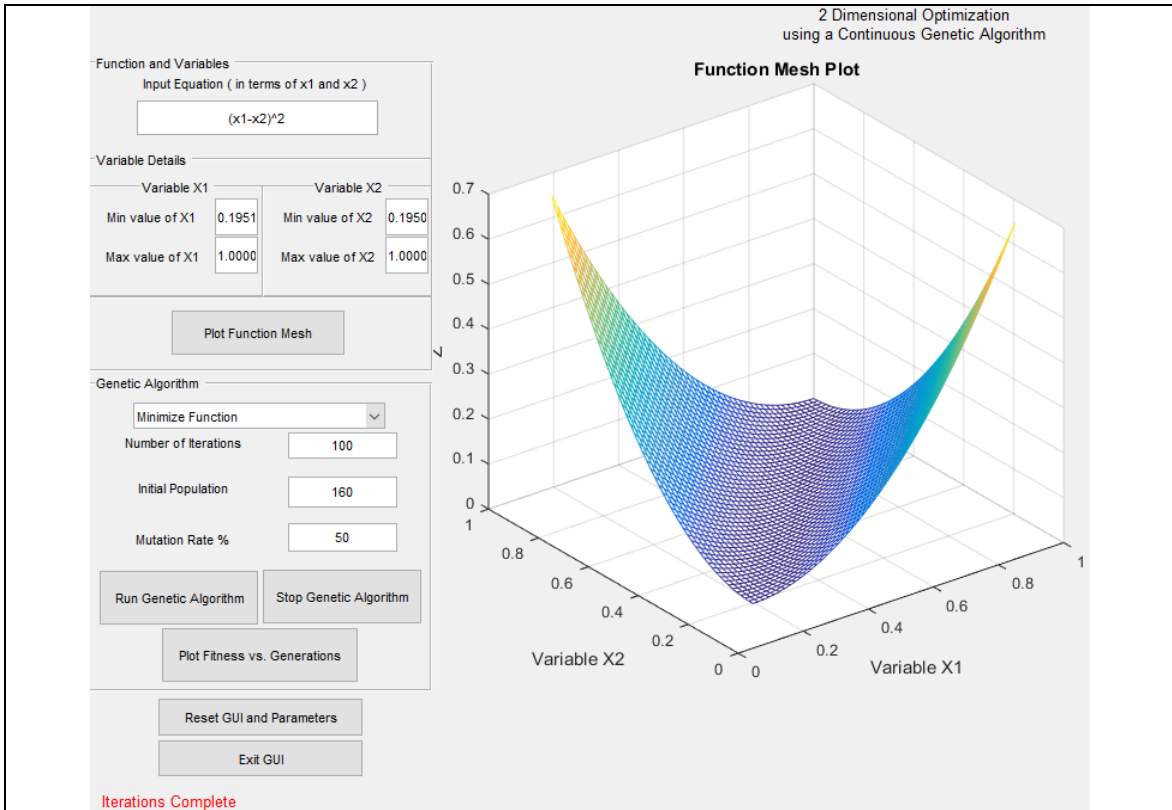 2 Dimensional Optimization
using a Continuous Genetic Algorithm
Function and Variables
Input Equation ( in terms of x1 and x2 )
(x1-x2)^2
Variable Details
Variable X1
Min value of X1 0.1951
Max value of X1 1.0000
Variable X2
Min value of X2 0.1950
Max value of X2 1.0000
Plot Function Mesh
Genetic Algorithm
Minimize Function
Number of Iterations 100
Initial Population 160
Mutation Rate % 50
Run Genetic Algorithm
Stop Genetic Algorithm
Plot Fitness vs. Generations
Reset GUI and Parameters
Exit GUI
Iterations Complete
Function Mesh Plot
0.7
0.6
0.5
0.4
0.3
0.2
0.1
0
1
0.8
0.6
0.4
0.2
0
Variable X2
0
0.2
0.4
0.6
0.8
1
Variable X1